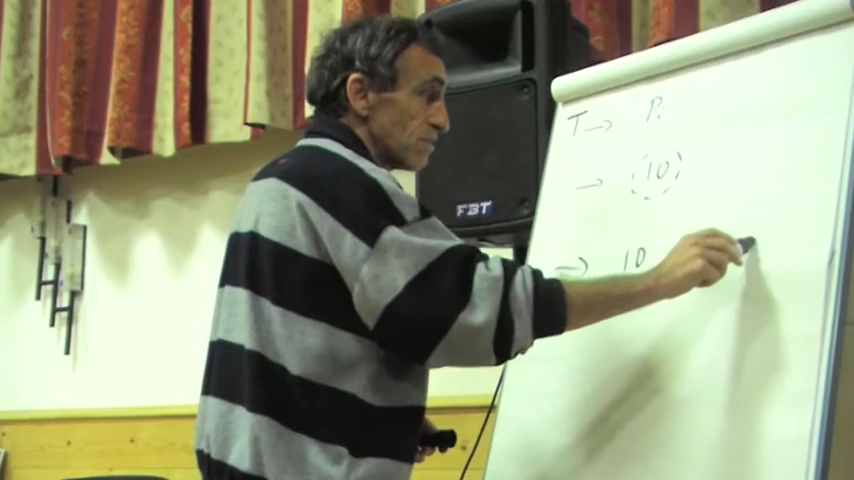 FBT
T → P.
→ 10
→ 10